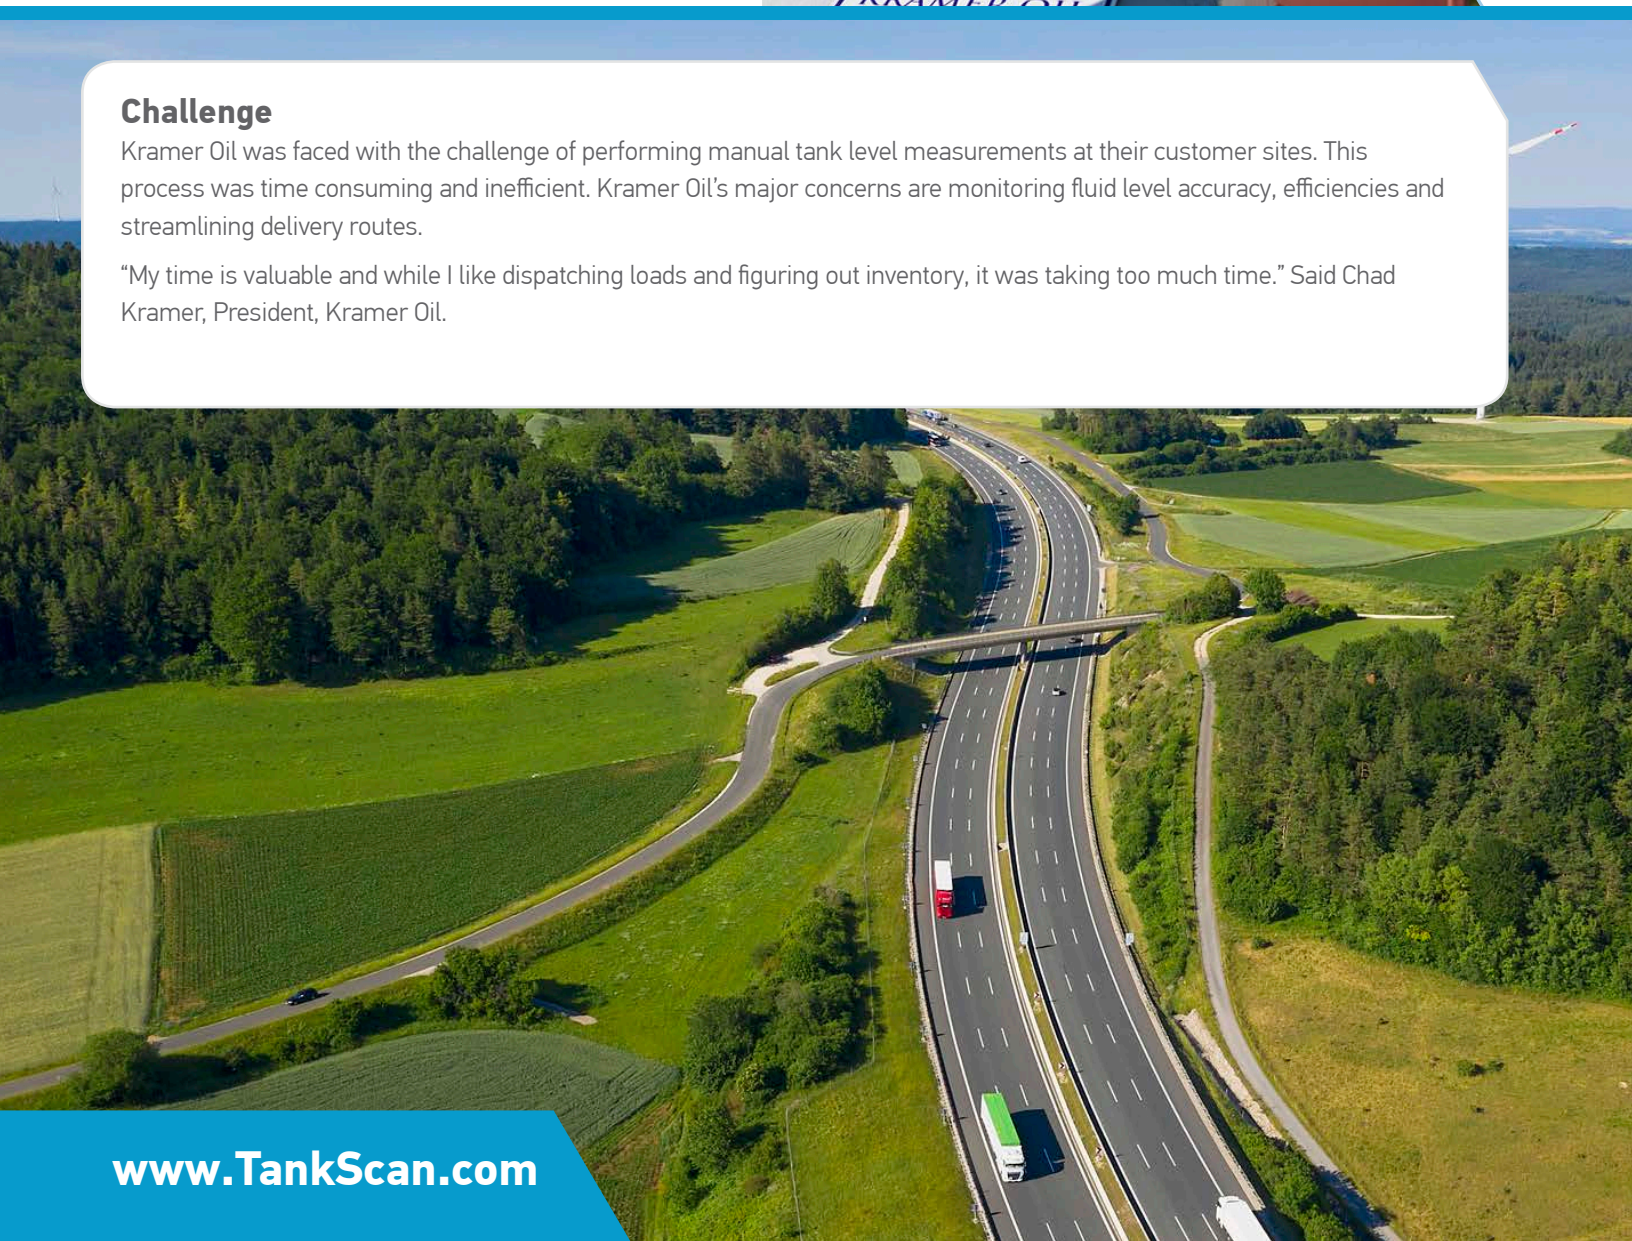 KRAMER OIL
Challenge
Kramer Oil was faced with the challenge of performing manual tank level measurements at their customer sites. This
process was time consuming and inefficient. Kramer Oil’s major concerns are monitoring fluid level accuracy, efficiencies and
streamlining delivery routes.
“My time is valuable and while I like dispatching loads and figuring out inventory, it was taking too much time.” Said Chad
Kramer, President, Kramer Oil.
www.TankScan.com